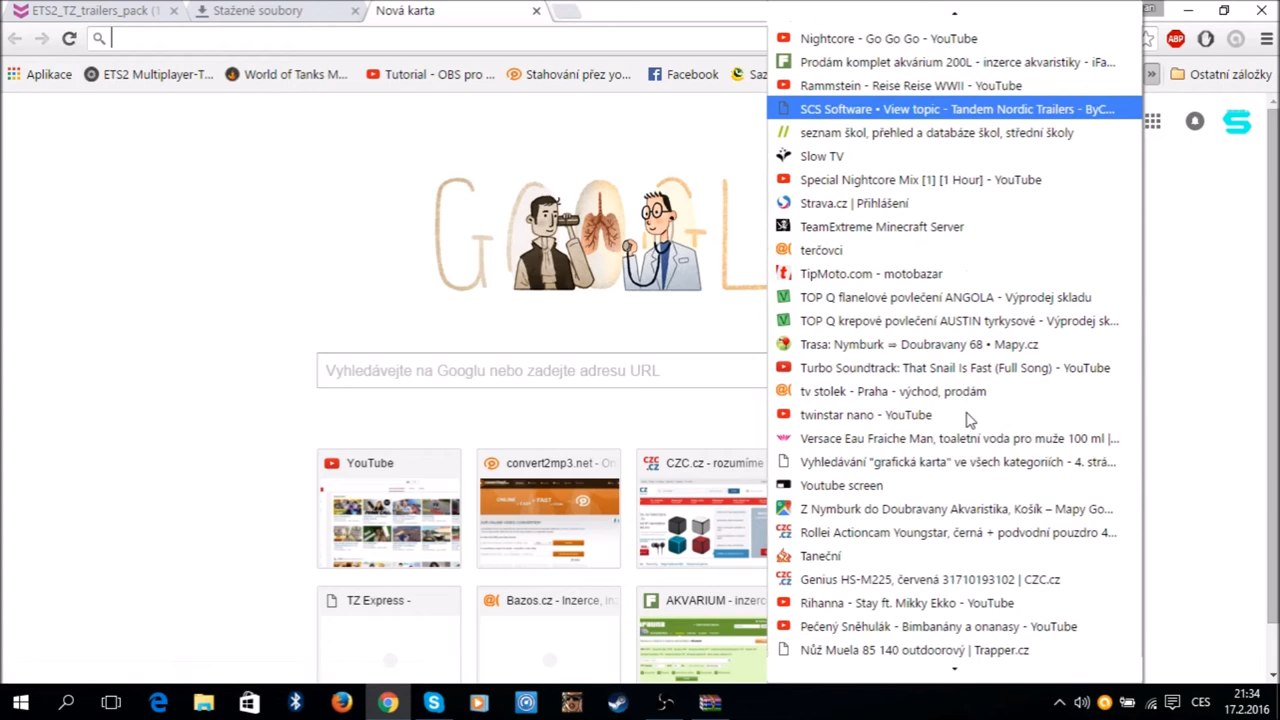 ETS2_TZ_trailers_pack (1
Stažené soubory
Nová karta
Aplikace
ETS2 Multiplayer-T...
World of Tanks M...
Tutorial - OBS pro ...
Stahování přez yo...
Facebook
Saz
»
Ostatní záložky
ABP
GOOGL
Vyhledávejte na Googlu nebo zadejte adresu URL
YouTube
convert2mp3.net - On
CZC.cz - rozumíme
TZ Express -
Bazos.cz - Inzerce, in
AKVARIUM - inzerc
Nightcore - Go Go Go - YouTube
Prodám komplet akvárium 200L - inzerce akvaristiky - iFa...
Rammstein - Reise Reise WWII - YouTube
SCS Software • View topic - Tandem Nordic Trailers - ByC...
seznam škol, přehled a databáze škol, střední školy
Slow TV
Special Nightcore Mix [1] [1 Hour] - YouTube
Strava.cz | Přihlášení
TeamExtreme Minecraft Server
terčovci
TipMoto.com - motobazar
TOP Q flanelové povlečení ANGOLA - Výprodej skladu
TOP Q krepové povlečení AUSTIN tyrkysové - Výprodej sk...
Trasa: Nymburk ⇒ Doubravany 68 • Mapy.cz
Turbo Soundtrack: That Snail Is Fast (Full Song) - YouTube
tv stolek - Praha - východ, prodám
twinstar nano - YouTube
Versace Eau Fraiche Man, toaletní voda pro muže 100 ml |...
Vyhledávání "grafická karta" ve všech kategoriích - 4. strá...
Youtube screen
Z Nymburk do Doubravany Akvaristika, Košík – Mapy Go...
Rollei Actioncam Youngstar, černá + podvodní pouzdro 4...
Taneční
Genius HS-M225, červená 31710193102 | CZC.cz
Rihanna - Stay ft. Mikky Ekko - YouTube
Pečený Sněhulák - Bimbanány a onanasy - YouTube
Nůž Muela 85 140 outdoorový | Trapper.cz
CES
21:34
17.2.2016